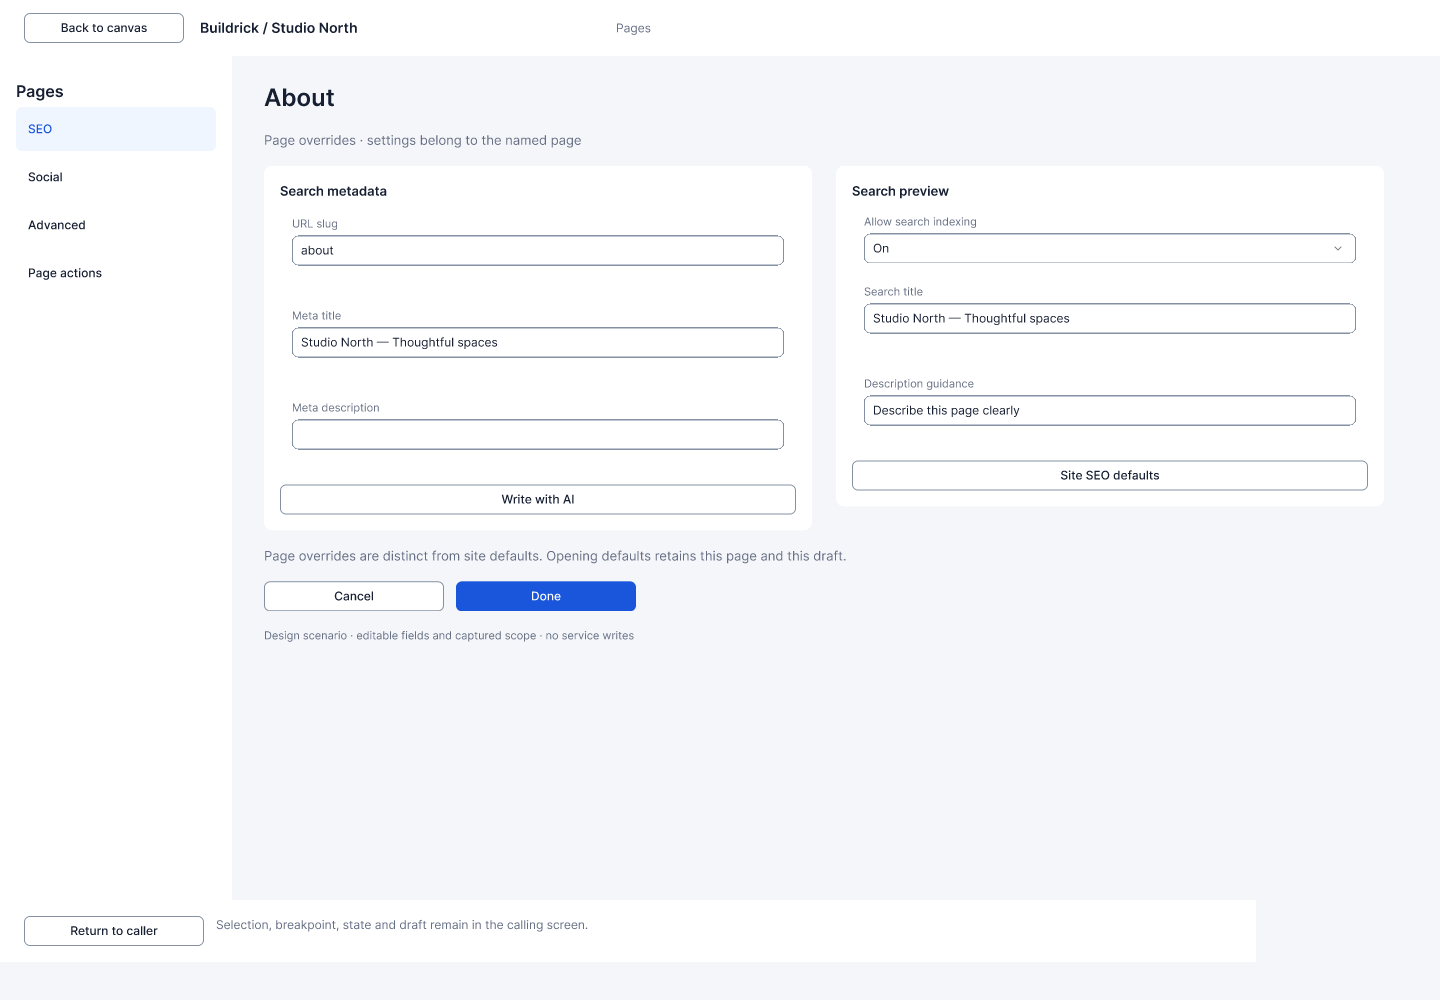 Back to canvas
Buildrick / Studio North
Pages
Pages
SEO
Social
Advanced
Page actions
About
Page overrides · settings belong to the named page
Search metadata
URL slug
about
Meta title
Studio North — Thoughtful spaces
Meta description
Write with AI
Search preview
Allow search indexing
On
Search title
Studio North — Thoughtful spaces
Description guidance
Describe this page clearly
Site SEO defaults
Page overrides are distinct from site defaults. Opening defaults retains this page and this draft.
Cancel
Done
Design scenario · editable fields and captured scope · no service writes
Return to caller
Selection, breakpoint, state and draft remain in the calling screen.